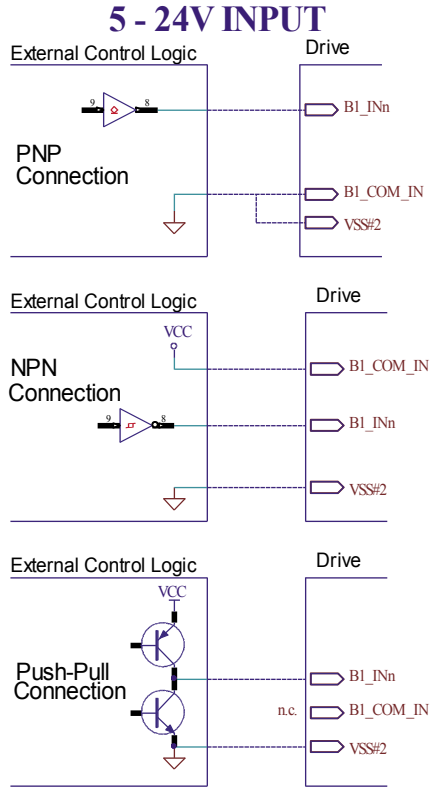 5 - 24V INPUT
External Control Logic
Drive
9
8
B1_INn
PNP
Connection
B1_COM_IN
VSS#2
External Control Logic
Drive
VCC
NPN
Connection
B1_COM_IN
9
8
B1_INn
VSS#2
External Control Logic
Drive
VCC
Push-Pull
Connection
B1_INn
n.c.
B1_COM_IN
VSS#2